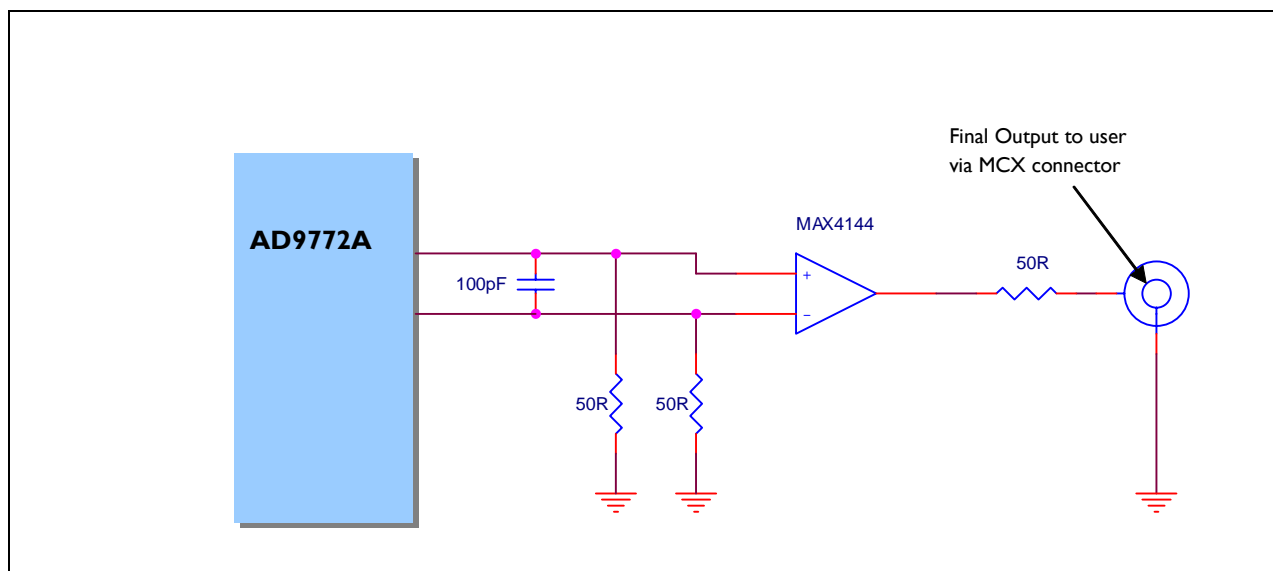 Final Output to user
via MCX connector
MAX4144
AD9772A
50R
+
100pF
−
50R
50R